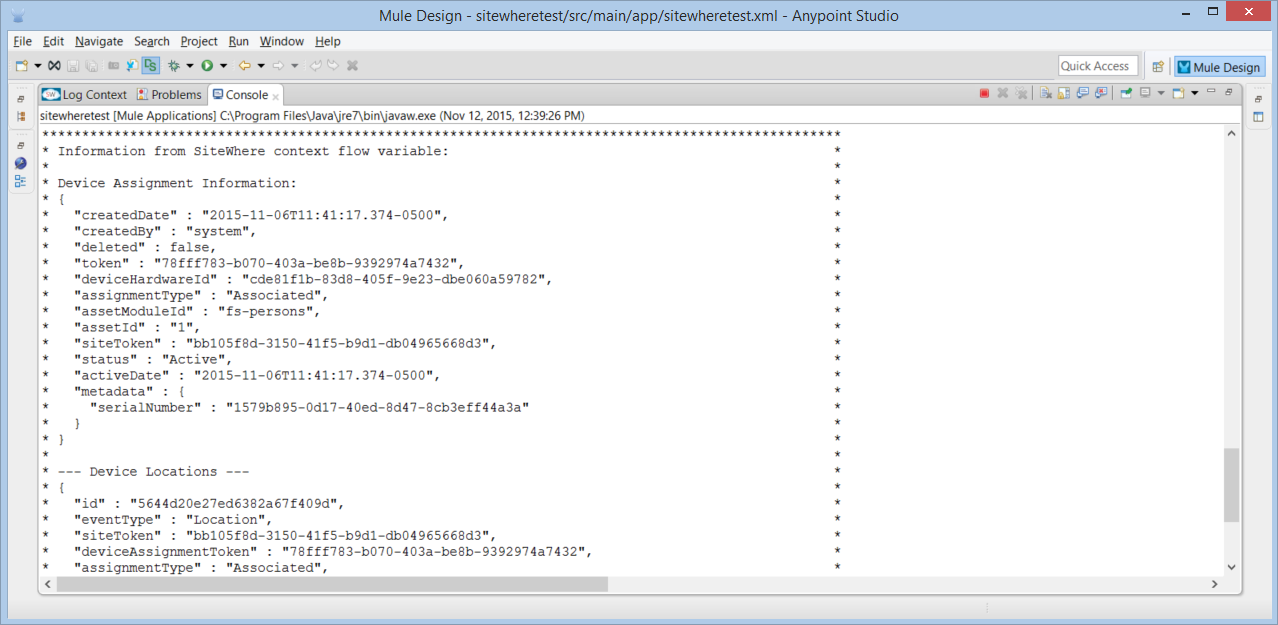 Mule Design - sitewheretest/src/main/app/sitewheretest.xml - Anypoint Studio
File Edit Navigate Search Project Run Window Help
Quick Access
Mule Design
Log Context Problems Console
sitewheretest [Mule Applications] C:\Program Files\Java\jre7\bin\javaw.exe (Nov 12, 2015, 12:39:26 PM)
****************************************************************************************************
* Information from SiteWhere context flow variable: *
* *
* Device Assignment Information: *
* { *
* "createdDate" : "2015-11-06T11:41:17.374-0500", *
* "createdBy" : "system", *
* "deleted" : false, *
* "token" : "78fff783-b070-403a-be8b-9392974a7432", *
* "deviceHardwareId" : "cde81f1b-83d8-405f-9e23-dbe060a59782", *
* "assignmentType" : "Associated", *
* "assetModuleId" : "fs-persons", *
* "assetId" : "1", *
* "siteToken" : "bb105f8d-3150-41f5-b9d1-db04965668d3", *
* "status" : "Active", *
* "activeDate" : "2015-11-06T11:41:17.374-0500", *
* "metadata" : { *
* "serialNumber" : "1579b895-0d17-40ed-8d47-8cb3eff44a3a" *
* } *
* } *
* *
* --- Device Locations --- *
* { *
* "id" : "5644d20e27ed6382a67f409d", *
* "eventType" : "Location", *
* "siteToken" : "bb105f8d-3150-41f5-b9d1-db04965668d3", *
* "deviceAssignmentToken" : "78fff783-b070-403a-be8b-9392974a7432", *
* "assignmentType" : "Associated", *